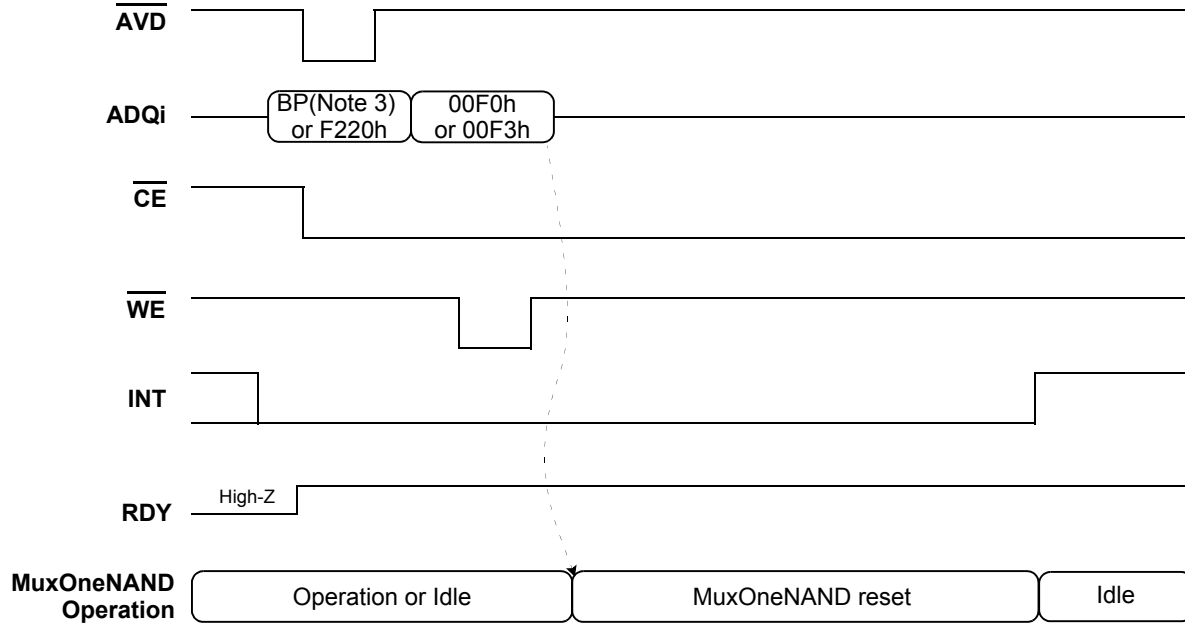 AVD
BP(Note 3)
or F220h
00F0h
or 00F3h
ADQi
CE
WE
INT
High-Z
RDY
MuxOneNAND
Operation
Operation or Idle
MuxOneNAND reset
Idle